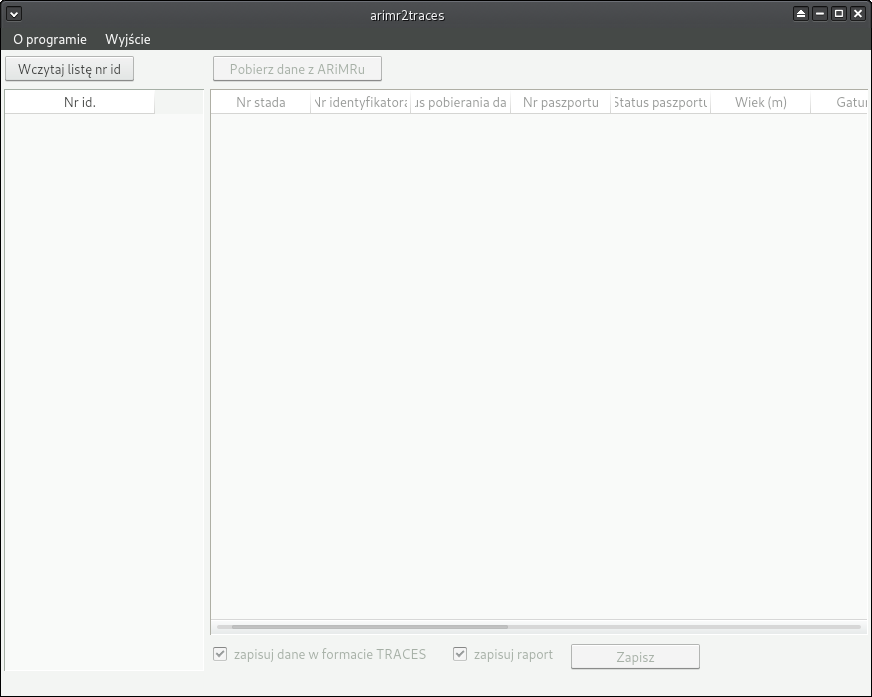 arimr2traces
O programie Wyjście
Wczytaj listę nr id Pobierz dane z ARiMRu
Nr id. Nr stada Nr identyfikatora us pobierania da Nr paszportu Status paszportu Wiek (m) Gatun
zapisuj dane w formacie TRACES zapisuj raport Zapisz